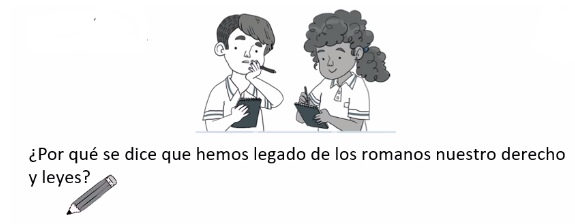 ¿Por qué se dice que hemos legado de los romanos nuestro derecho
y leyes?